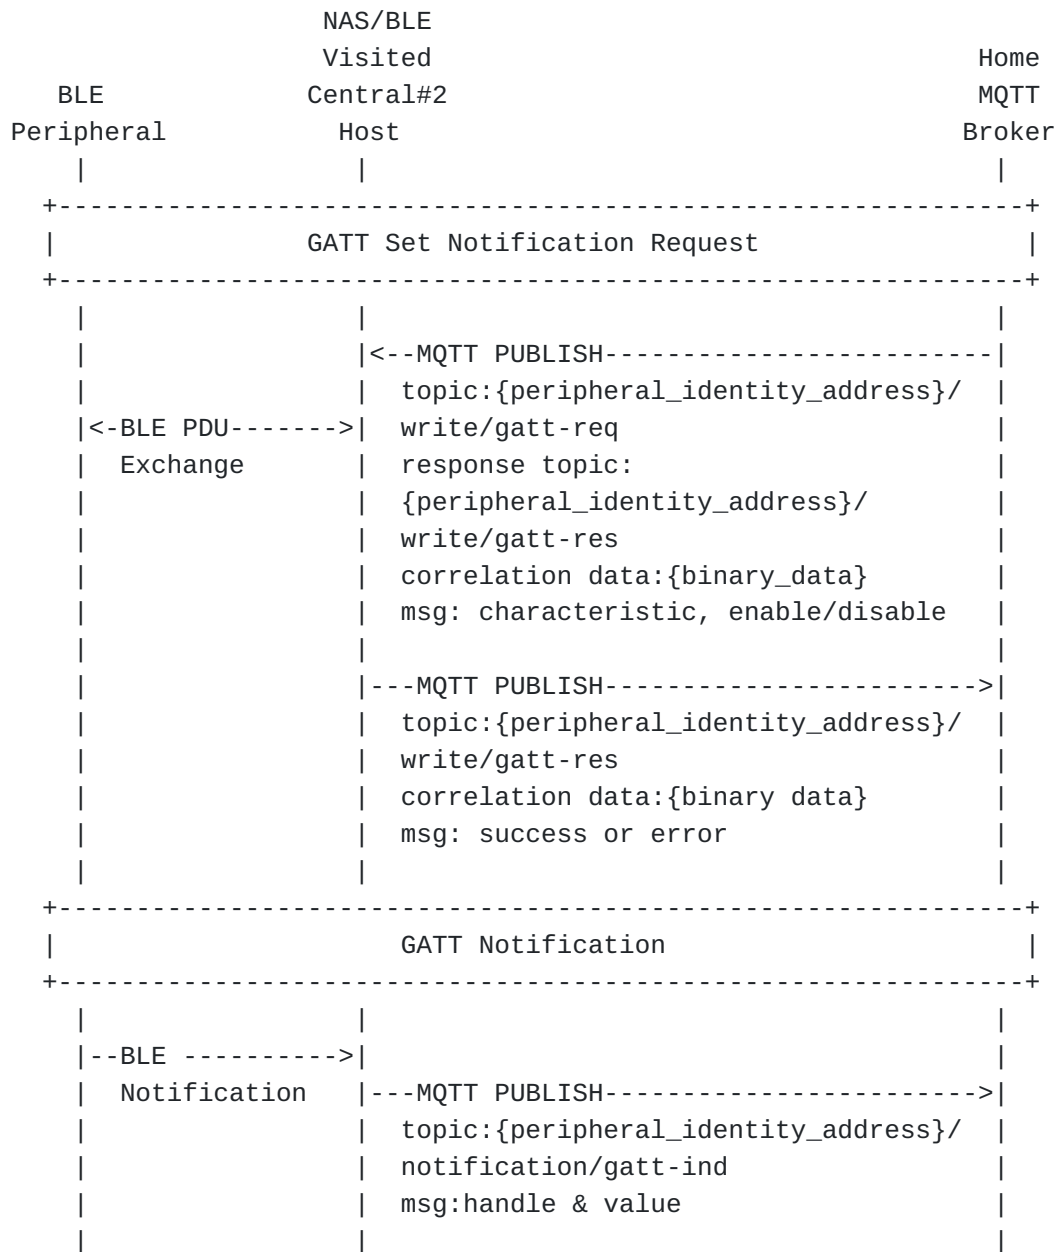 NAS/BLE
                    Visited                                   Home
   BLE             Central#2                                  MQTT
Peripheral           Host                                    Broker
    |                 |                                        |
  +--------------------------------------------------------------+
  |                GATT Set Notification Request                 |
  +--------------------------------------------------------------+
    |                 |                                        |
    |                 |<--MQTT PUBLISH-------------------------|
    |                 |  topic:{peripheral_identity_address}/  |
    |<-BLE PDU------->|  write/gatt-req                        |
    |  Exchange       |  response topic:                       |
    |                 |  {peripheral_identity_address}/        |
    |                 |  write/gatt-res                        |
    |                 |  correlation data:{binary_data}        |
    |                 |  msg: characteristic, enable/disable   |
    |                 |                                        |
    |                 |---MQTT PUBLISH------------------------>|
    |                 |  topic:{peripheral_identity_address}/  |
    |                 |  write/gatt-res                        |
    |                 |  correlation data:{binary data}        |
    |                 |  msg: success or error                 |
    |                 |                                        |
  +--------------------------------------------------------------+
  |                      GATT Notification                       |
  +--------------------------------------------------------------+
    |                 |                                        |
    |--BLE ---------->|                                        |
    |  Notification   |---MQTT PUBLISH------------------------>|
    |                 |  topic:{peripheral_identity_address}/  |
    |                 |  notification/gatt-ind                 |
    |                 |  msg:handle & value                    |
    |                 |                                        |